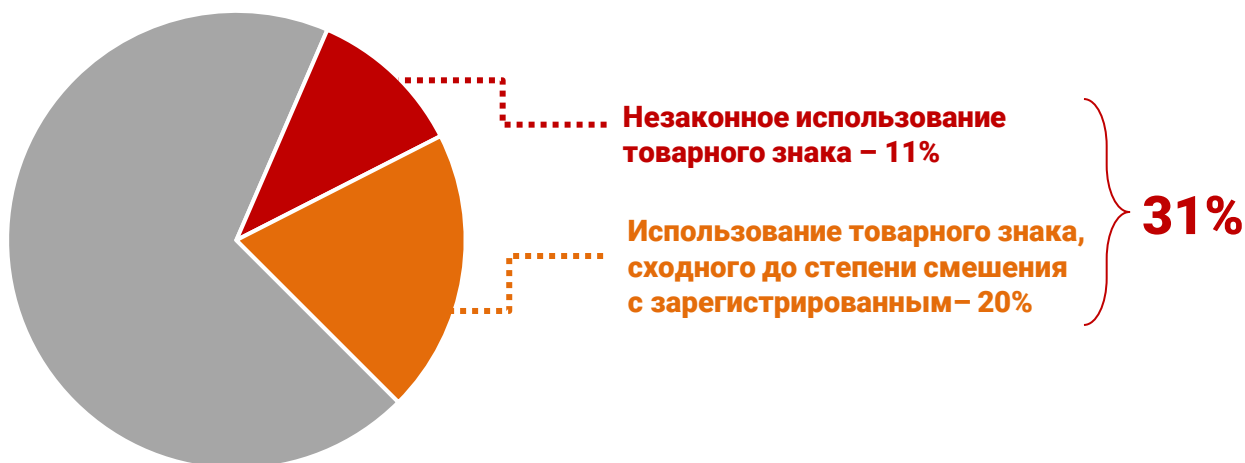 Незаконное использование
товарного знака – 11%
31%
Использование товарного знака,
сходного до степени смешения
с зарегистрированным– 20%